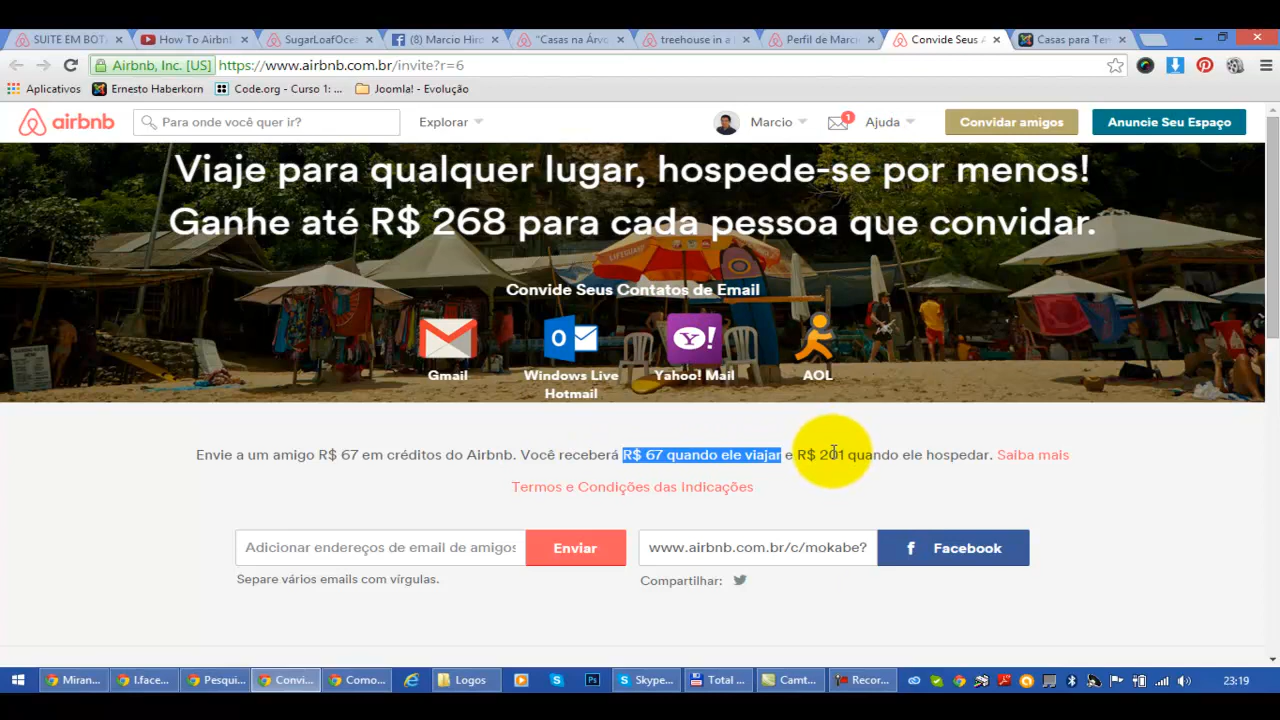 SUITE EM BOT
How To Airbn
SugarLoafOce
(8) Marcio Hiro
"Casas na Árvo
treehouse in a
Perfil de Marcio
Convide Seus A
Casas para Ten
Airbnb, Inc. [US] https://www.airbnb.com.br/invite?r=6
Aplicativos Ernesto Haberkorn Code.org - Curso 1: ... Joomla! - Evolução
airbnb Para onde você quer ir? Explorar Marcio 1 Ajuda Convidar amigos Anuncie Seu Espaço
Viaje para qualquer lugar, hospede-se por menos!
Ganhe até R$ 268 para cada pessoa que convidar.
Convide Seus Contatos de Email
Gmail
Windows Live
Hotmail
Yahoo! Mail
AOL
Envie a um amigo R$ 67 em créditos do Airbnb. Você receberá R$ 67 quando ele viajar e R$ 201 quando ele hospedar. Saiba mais
Termos e Condições das Indicações
Adicionar endereços de email de amigos Enviar www.airbnb.com.br/c/mokabe? f Facebook
Separe vários emails com vírgulas. Compartilhar:
Miran... I.face... Pesqui... Convi... Como... Logos Skype... Total ... Camt... Recor... 23:19